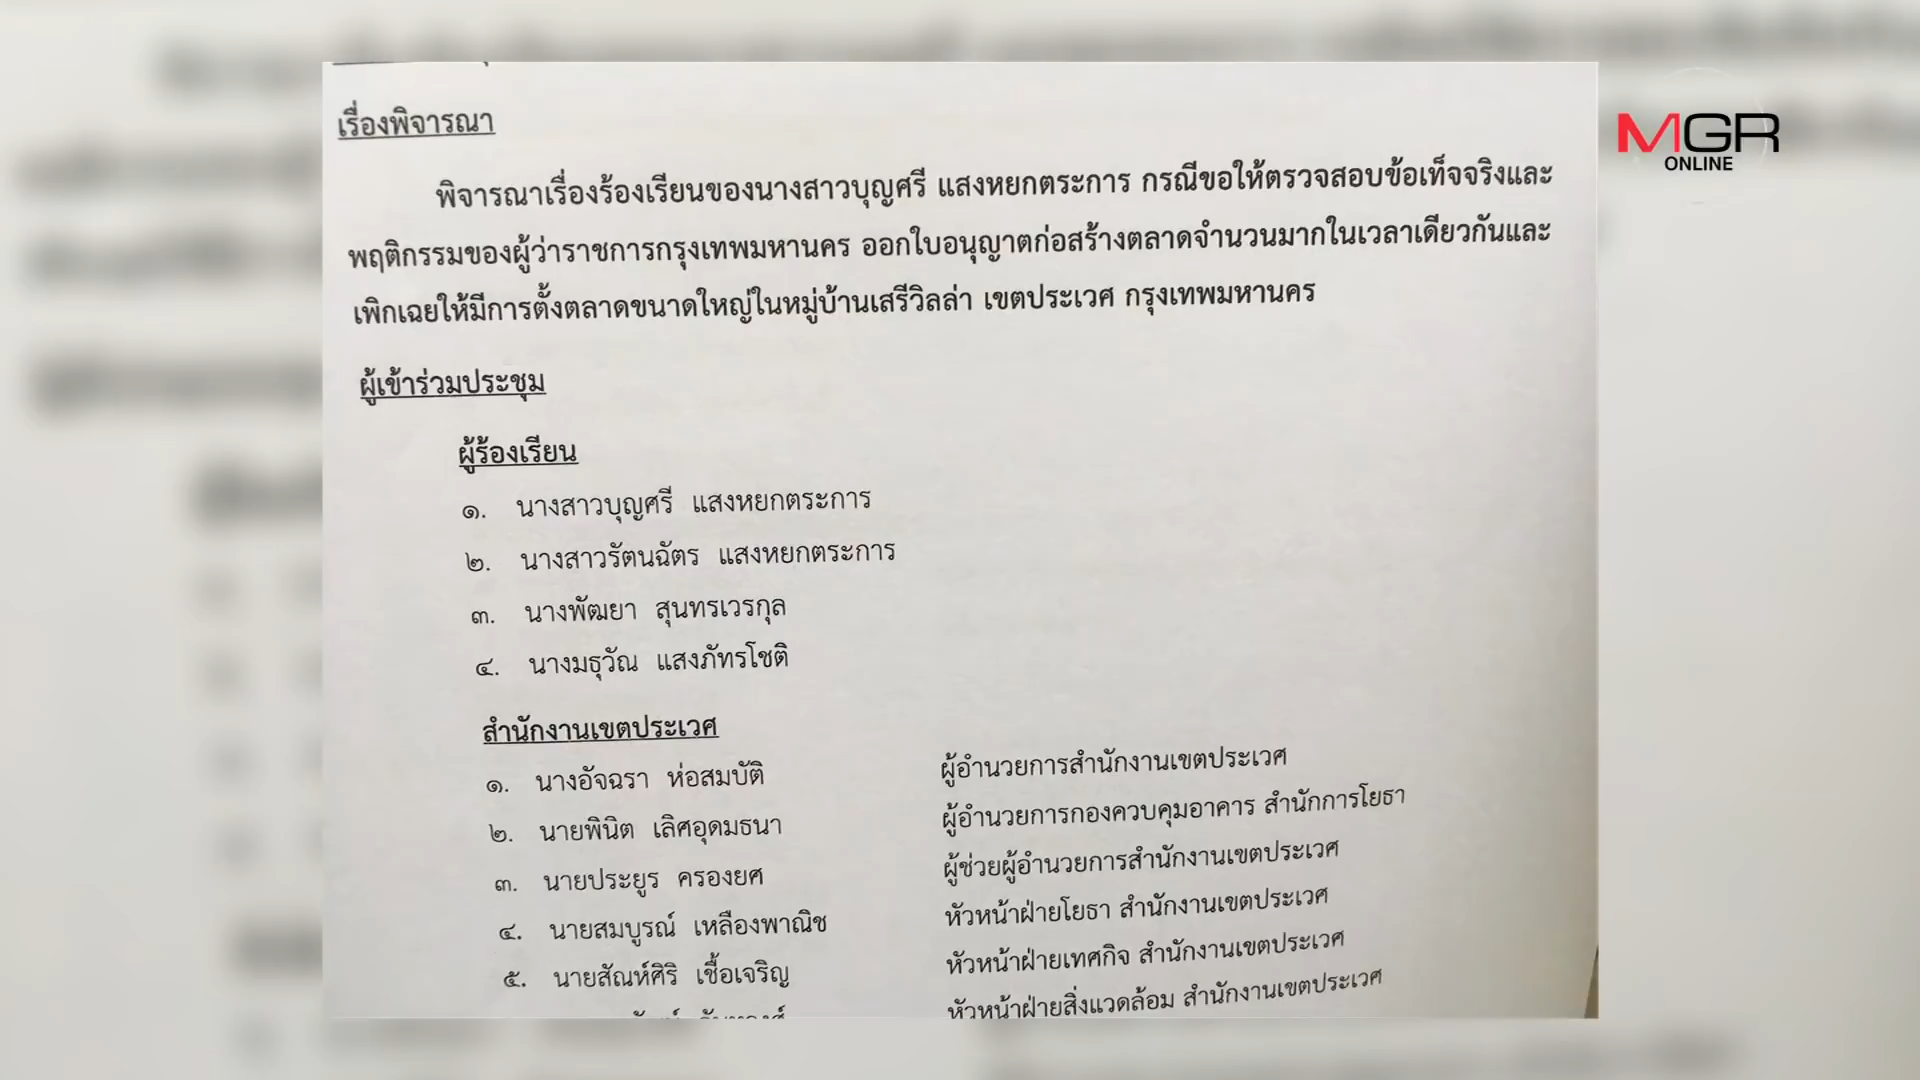 เรื่องพิจารณา
MGR
ONLINE
พิจารณาเรื่องร้องเรียนของนางสาวบุญศรี แสงหยกตระการ กรณีขอให้ตรวจสอบข้อเท็จจริงและ
พฤติกรรมของผู้ว่าราชการกรุงเทพมหานคร ออกใบอนุญาตก่อสร้างตลาดจำนวนมากในเวลาเดียวกันและ
เพิกเฉยให้มีการตั้งตลาดขนาดใหญ่ในหมู่บ้านเสรีวิลล่า เขตประเวศ กรุงเทพมหานคร
ผู้เข้าร่วมประชุม
ผู้ร้องเรียน
๑. นางสาวบุญศรี แสงหยกตระการ
๒. นางสาวรัตนฉัตร แสงหยกตระการ
๓. นางพัฒยา สุนทรเวรกุล
๔. นางมธุวัณ แสงภัทรโชติ
สำนักงานเขตประเวศ
๑. นางอัจฉรา ห่อสมบัติ ผู้อำนวยการสำนักงานเขตประเวศ
๒. นายพินิต เลิศอุดมธนา ผู้อำนวยการกองควบคุมอาคาร สำนักการโยธา
๓. นายประยูร ครองยศ ผู้ช่วยผู้อำนวยการสำนักงานเขตประเวศ
๔. นายสมบูรณ์ เหลืองพาณิช หัวหน้าฝ่ายโยธา สำนักงานเขตประเวศ
๕. นายสัณห์ศิริ เชื้อเจริญ หัวหน้าฝ่ายเทศกิจ สำนักงานเขตประเวศ
หัวหน้าฝ่ายสิ่งแวดล้อม สำนักงานเขตประเวศ